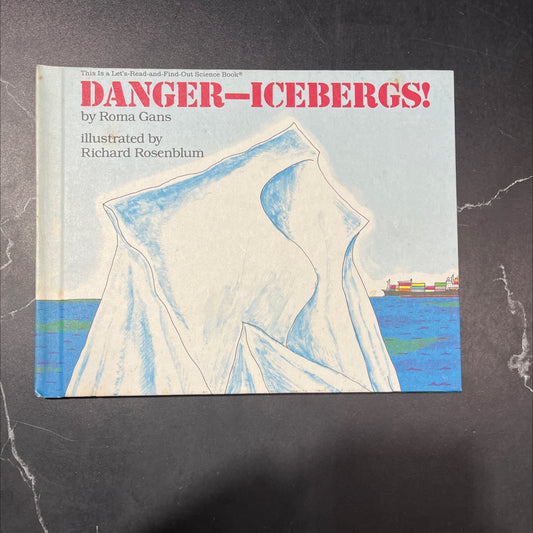 This Is a Let's-Read-and-Find-Out Science Book®
DANGER—ICEBERGS!
by Roma Gans
illustrated by
Richard Rosenblum